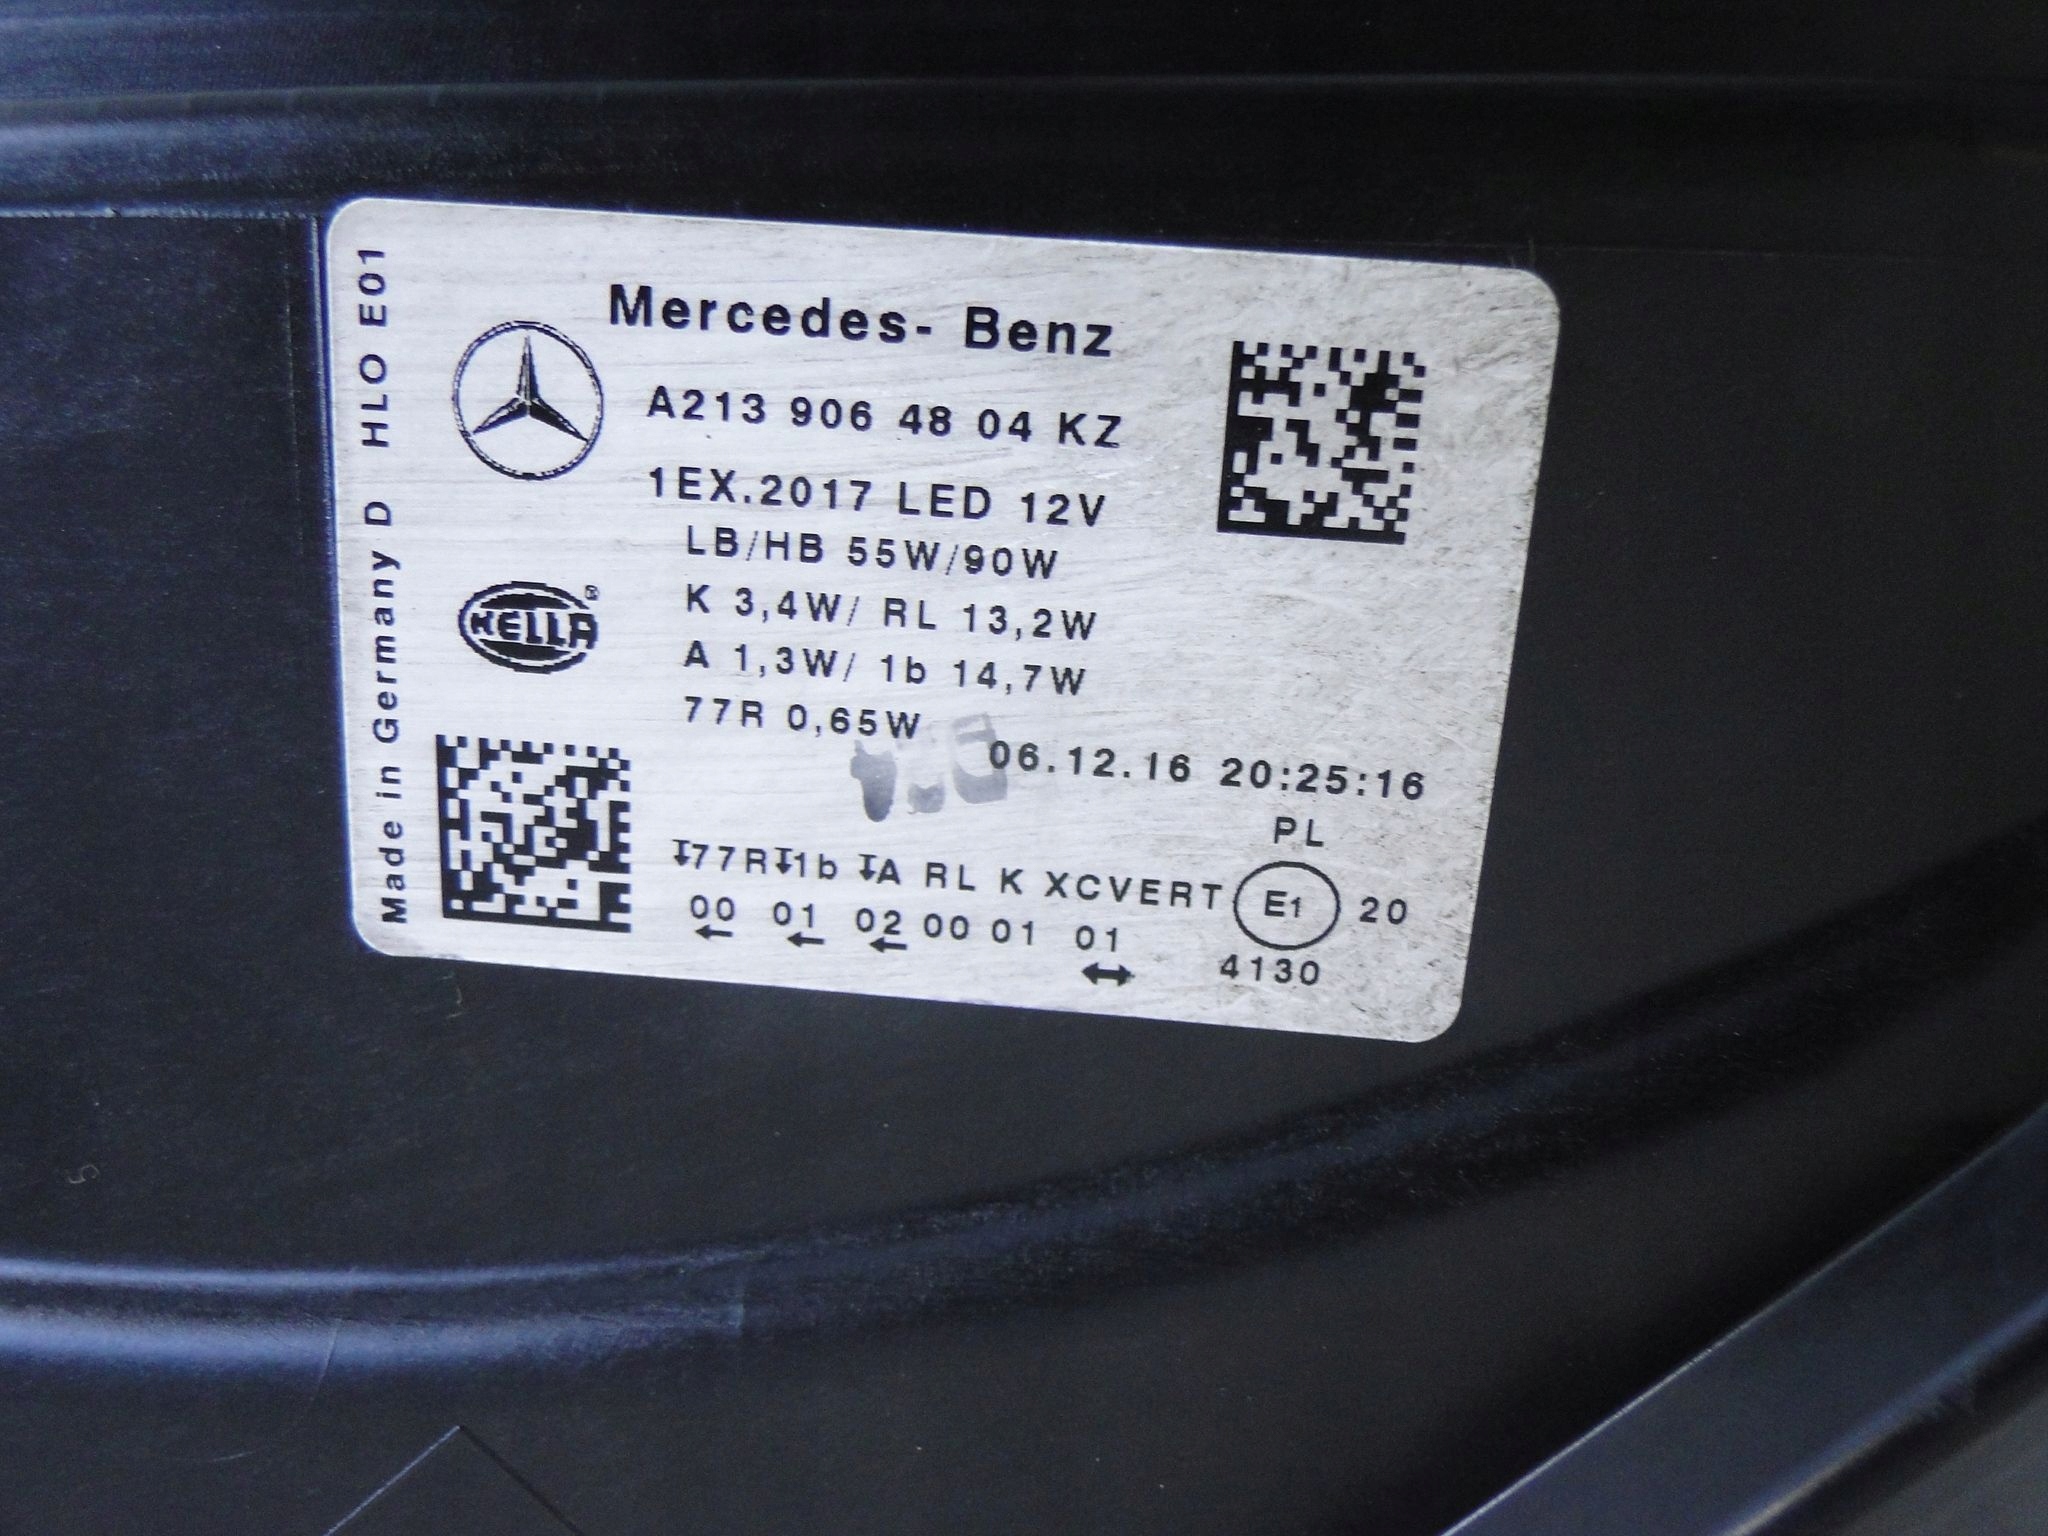 Mercedes- Benz
A213 906 48 04 KZ
1EX.2017 LED 12V
LB/HB 55W/90W
K 3,4W/ RL 13,2W
A 1,3W/ 1b 14,7W
77R 0,65W
06.12.16 20:25:16
PL
77R 1b A RL K XCVERT E1 20
00 01 02 00 01 01
4130
HELLA®
Made in Germany D HLO E01